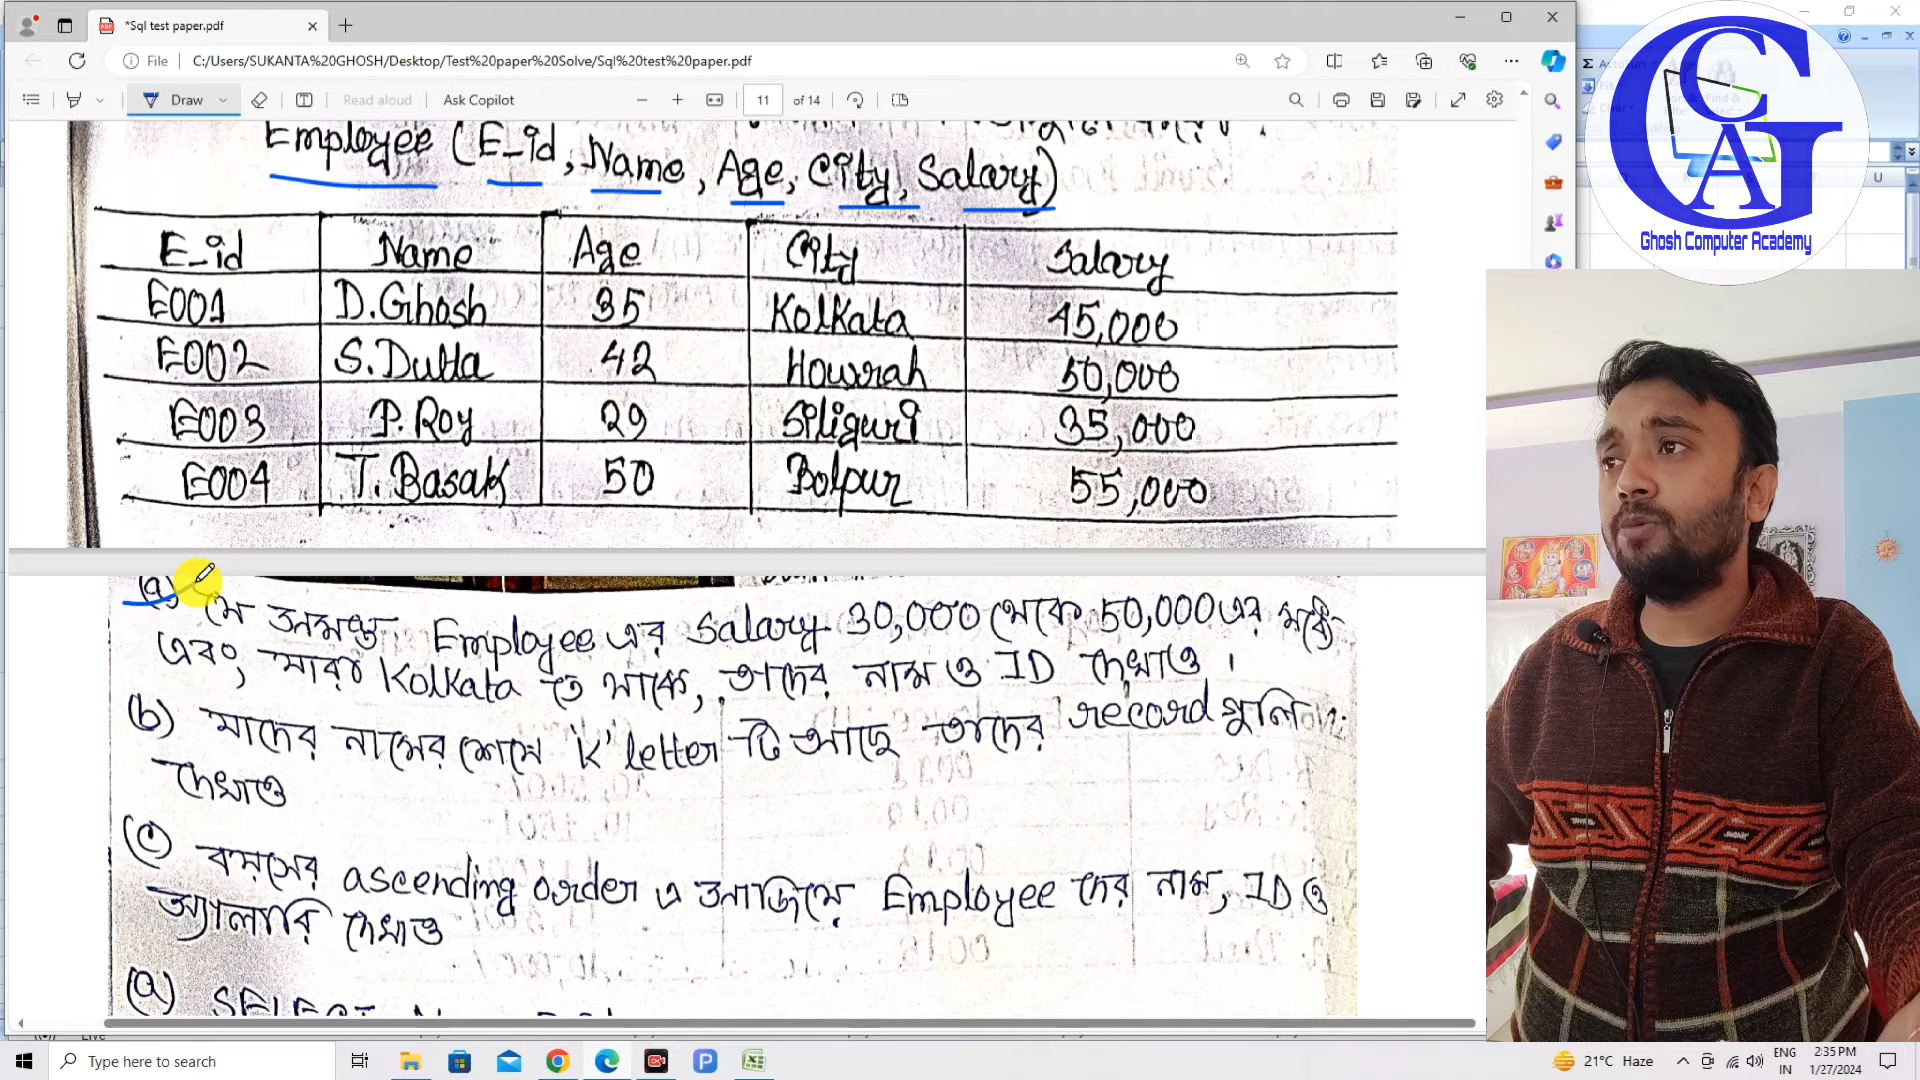 *Sql test paper.pdf
File C:/Users/SUKANTA%20GHOSH/Desktop/Test%20paper%20Solve/Sql%20test%20paper.pdf
Draw Read aloud Ask Copilot 11 of 14
Employee (E_id, Name, Age, City, Salary)
E_id Name Age City Salary
E001 D. Ghosh 35 Kolkata 45,000
E002 S. Dutta 42 Howrah 50,000
E003 P. Roy 29 Siliguri 35,000
E004 T. Basak 50 Bolpur 55,000
(a) যে সমস্ত Employee এর Salary 30,000 থেকে 50,000 এর মধ্যে
এবং, যারা Kolkata তে থাকে, তাদের নাম ও ID দেখাও।
(b) যাদের নামের শেষে 'k' letter টি আছে তাদের record গুলি
দেখাও
(c) বয়সের ascending order এ সাজিয়ে Employee দের নাম, ID ও
স্যালারি দেখাও
(a) SELECT
Ghosh Computer Academy
Type here to search
21°C Haze
ENG
IN
2:35 PM
1/27/2024